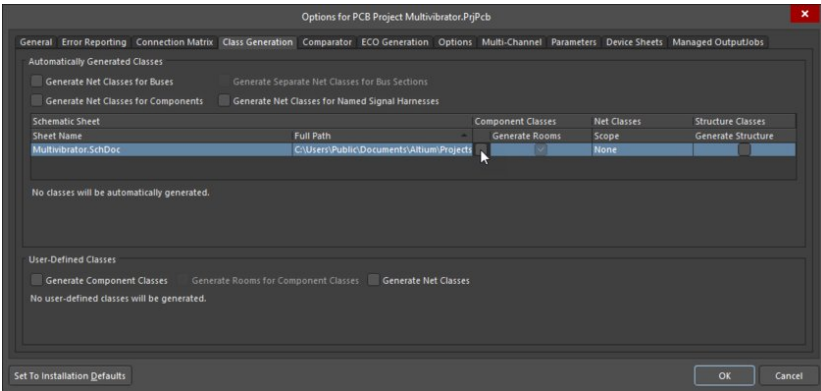 Options for PCB Project Multivibrator.PrjPcb
General Error Reporting Connection Matrix Class Generation Comparator ECO Generation Options Multi-Channel Parameters Device Sheets Managed OutputJobs
Automatically Generated Classes
Generate Net Classes for Buses Generate Separate Net Classes for Bus Sections
Generate Net Classes for Components Generate Net Classes for Named Signal Harnesses
Schematic Sheet Component Classes Net Classes Structure Classes
Sheet Name Full Path Generate Rooms Scope Generate Structure
Multivibrator.SchDoc C:\Users\Public\Documents\Altium\Projects None
No classes will be automatically generated.
User-Defined Classes
Generate Component Classes Generate Rooms for Component Classes Generate Net Classes
No user-defined classes will be generated.
Set To Installation Defaults OK Cancel